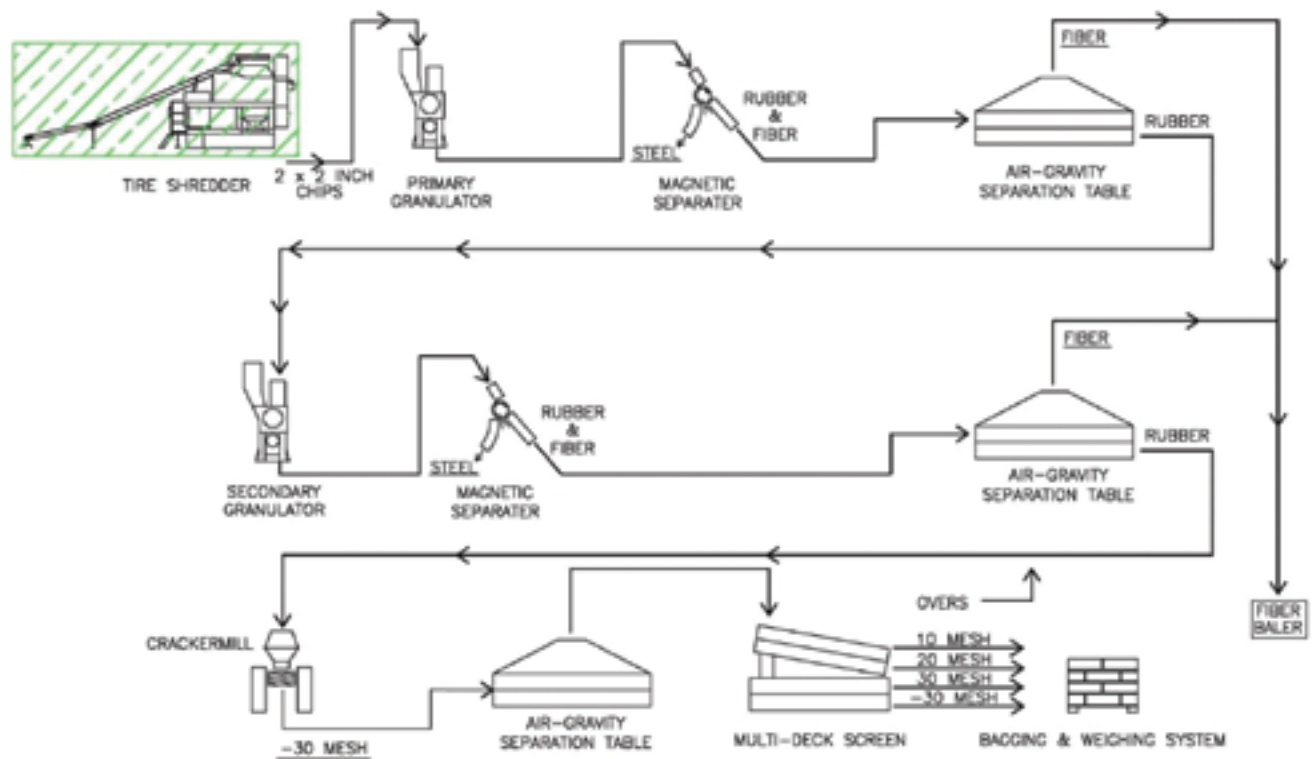 FIBER
RUBBER
&
FIBER
RUBBER
STEEL
TIRE SHREDDER
2 x 2 INCH
CHIPS
PRIMARY
GRANULATOR
MAGNETIC
SEPARATER
AIR-GRAVITY
SEPARATION TABLE
FIBER
RUBBER
&
FIBER
RUBBER
STEEL
SECONDARY
GRANULATOR
MAGNETIC
SEPARATER
AIR-GRAVITY
SEPARATION TABLE
OVERS
FIBER
BALER
CRACKERMILL
10 MESH
20 MESH
30 MESH
-30 MESH
-30 MESH
AIR-GRAVITY
SEPARATION TABLE
MULTI-DECK SCREEN
BAGGING & WEIGHING SYSTEM